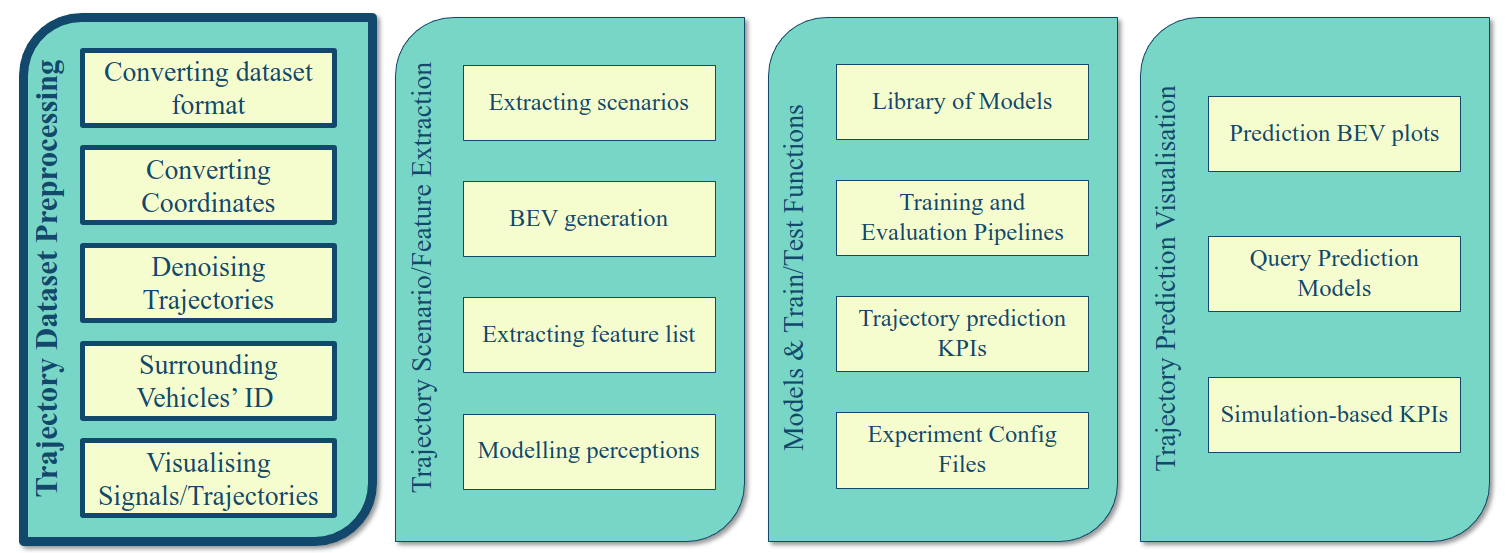 Trajectory Dataset Preprocessing
Converting dataset
format
Converting
Coordinates
Denoising
Trajectories
Surrounding
Vehicles’ ID
Visualising
Signals/Trajectories
Trajectory Scenario/Feature Extraction
Extracting scenarios
BEV generation
Extracting feature list
Modelling perceptions
Models & Train/Test Functions
Library of Models
Training and
Evaluation Pipelines
Trajectory prediction
KPIs
Experiment Config
Files
Trajectory Prediction Visualisation
Prediction BEV plots
Query Prediction
Models
Simulation-based KPIs